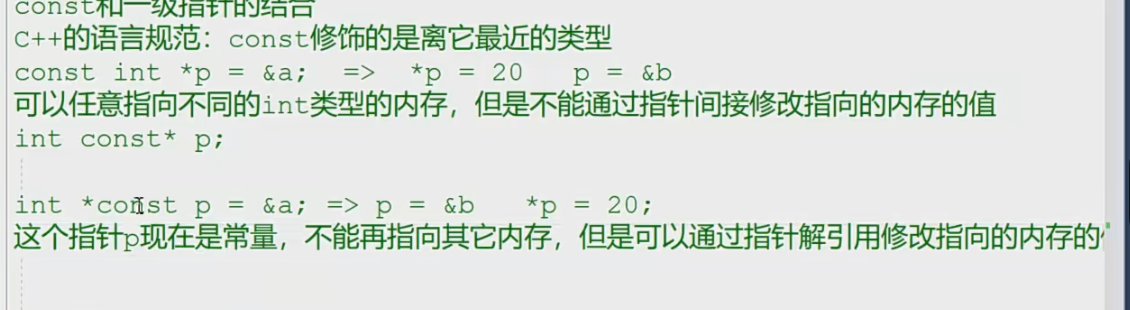 const和一级指针的结合
C++的语言规范：const修饰的是离它最近的类型
const int *p = &a;  =>  *p = 20   p = &b
可以任意指向不同的int类型的内存，但是不能通过指针间接修改指向的内存的值
int const* p;
int *const p = &a; => p = &b   *p = 20;
这个指针p现在是常量，不能再指向其它内存，但是可以通过指针解引用修改指向的内存的